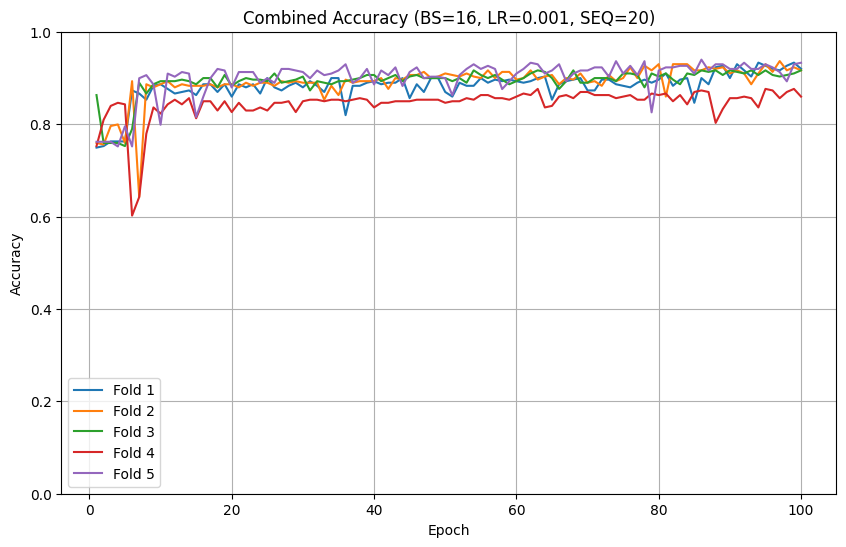 Combined Accuracy (BS=16, LR=0.001, SEQ=20)
1.0
0.8
0.6
0.4
0.2
0.0
Accuracy
Fold 1
Fold 2
Fold 3
Fold 4
Fold 5
0 20 40 60 80 100
Epoch